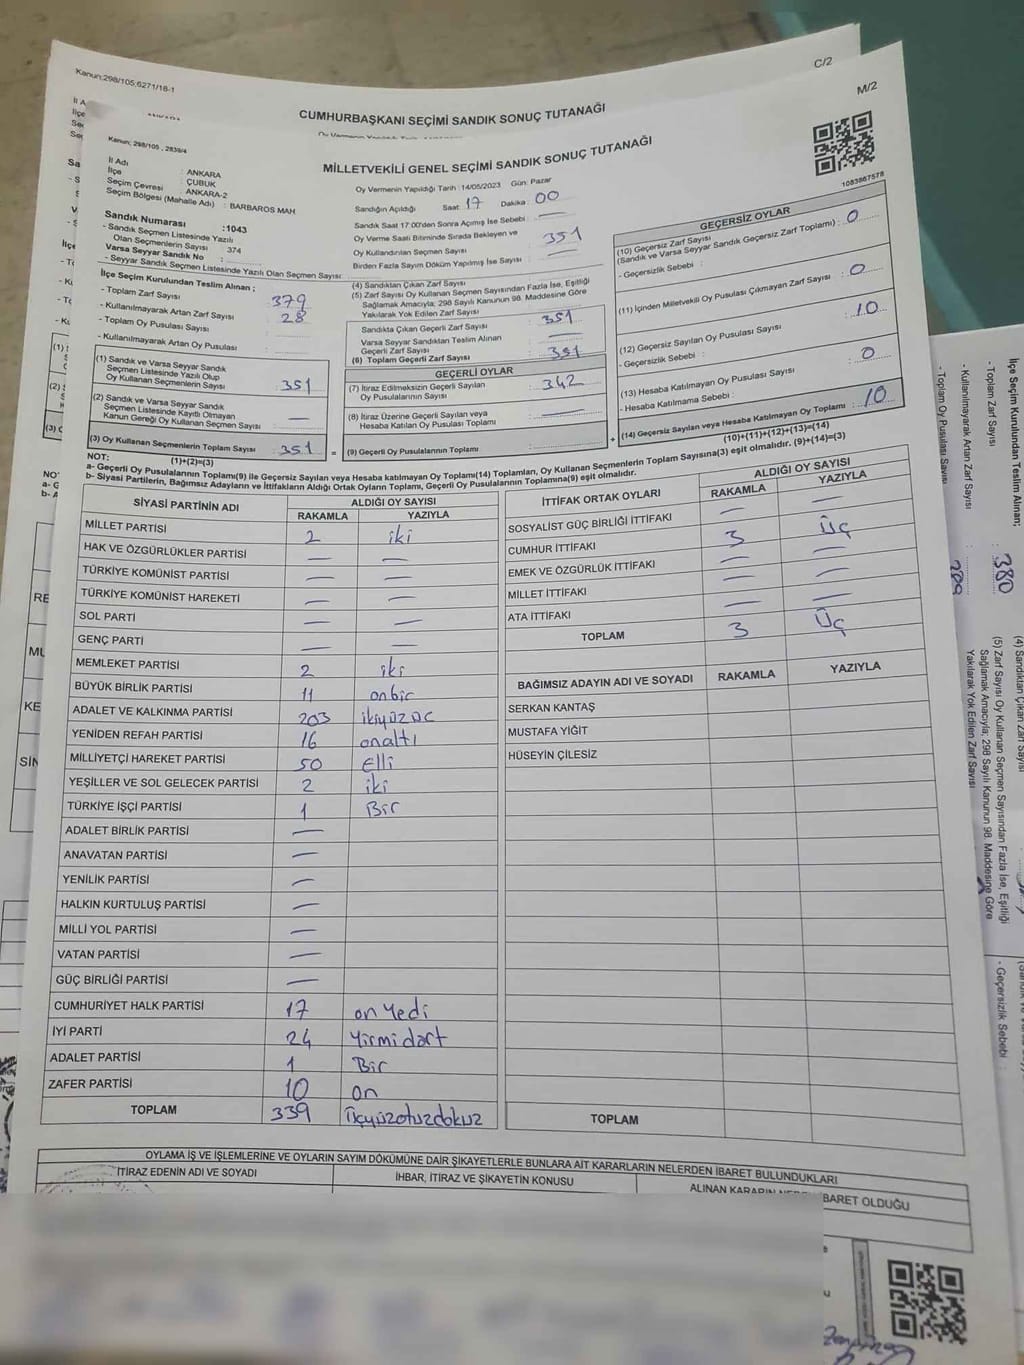 Kanun:298/105,6271/18-1
C/2
CUMHURBAŞKANI SEÇİMİ SANDIK SONUÇ TUTANAĞI
M/2
Kanun: 298/105, 2839/4
MİLLETVEKİLİ GENEL SEÇİMİ SANDIK SONUÇ TUTANAĞI
1083867578
İl Adı : ANKARA
İlçe : ÇUBUK
Seçim Çevresi : ANKARA-2
Seçim Bölgesi (Mahalle Adı) : BARBAROS MAH
Sandık Numarası :1043
- Sandık Seçmen Listesinde Yazılı
Olan Seçmenlerin Sayısı : 374
Varsa Seyyar Sandık No :
- Seyyar Sandık Seçmen Listesinde Yazılı Olan Seçmen Sayısı :
İlçe Seçim Kurulundan Teslim Alınan ;
- Toplam Zarf Sayısı : 379
- Kullanılmayarak Artan Zarf Sayısı : 28
- Toplam Oy Pusulası Sayısı :
- Kullanılmayarak Artan Oy Pusulası :
(1) Sandık ve Varsa Seyyar Sandık
Seçmen Listesinde Yazılı Olup
Oy Kullanan Seçmenlerin Sayısı : 351
(2) Sandık ve Varsa Seyyar Sandık
Seçmen Listesinde Kayıtlı Olmayan
Kanun Gereği Oy Kullanan Seçmen Sayısı : —
(3) Oy Kullanan Seçmenlerin Toplam Sayısı : 351
(1)+(2)=(3)
Oy Vermenin Yapıldığı Tarih : 14/05/2023 Gün: Pazar
Sandığın Açıldığı Saat: 17 Dakika: 00
Sandık Saat 17:00'den Sonra Açılmış İse Sebebi : —
Oy Verme Saati Bitiminde Sırada Bekleyen ve
Oy Kullandırılan Seçmen Sayısı : 351
Birden Fazla Sayım Döküm Yapılmış İse Sayısı : —
(4) Sandıktan Çıkan Zarf Sayısı :
(5) Zarf Sayısı Oy Kullanan Seçmen Sayısından Fazla İse, Eşitliği
Sağlamak Amacıyla; 298 Sayılı Kanunun 98. Maddesine Göre
Yakılarak Yok Edilen Zarf Sayısı :
Sandıkta Çıkan Geçerli Zarf Sayısı : 351
Varsa Seyyar Sandıktan Teslim Alınan
Geçerli Zarf Sayısı :
(6) Toplam Geçerli Zarf Sayısı : 351
GEÇERLİ OYLAR
(7) İtiraz Edilmeksizin Geçerli Sayılan
Oy Pusulalarının Sayısı : 342
(8) İtiraz Üzerine Geçerli Sayılan veya
Hesaba Katılan Oy Pusulası Toplamı : —
= (9) Geçerli Oy Pusulalarının Toplamı :
GEÇERSİZ OYLAR
(10) Geçersiz Zarf Sayısı
(Sandık ve Varsa Seyyar Sandık Geçersiz Zarf Toplamı) : 0
- Geçersizlik Sebebi :
(11) İçinden Milletvekili Oy Pusulası Çıkmayan Zarf Sayısı : 0
(12) Geçersiz Sayılan Oy Pusulası Sayısı : 10
- Geçersizlik Sebebi :
(13) Hesaba Katılmayan Oy Pusulası Sayısı : 0
- Hesaba Katılmama Sebebi :
+ (14) Geçersiz Sayılan veya Hesaba Katılmayan Oy Toplamı : 10
(10)+(11)+(12)+(13)=(14)
NOT:
a- Geçerli Oy Pusulalarının Toplamı(9) ile Geçersiz Sayılan veya Hesaba katılmayan Oy Toplamı(14) Toplamları, Oy Kullanan Seçmenlerin Toplam Sayısına(3) eşit olmalıdır. (9)+(14)=(3)
b- Siyasi Partilerin, Bağımsız Adayların ve İttifakların Aldığı Ortak Oyların Toplamı, Geçerli Oy Pusulalarının Toplamına(9) eşit olmalıdır.
SİYASİ PARTİNİN ADI ALDIĞI OY SAYISI
RAKAMLA YAZIYLA
MİLLET PARTİSİ 2 iki
HAK VE ÖZGÜRLÜKLER PARTİSİ — —
TÜRKİYE KOMÜNİST PARTİSİ — —
TÜRKİYE KOMÜNİST HAREKETİ — —
SOL PARTİ — —
GENÇ PARTİ — —
MEMLEKET PARTİSİ 2 iki
BÜYÜK BİRLİK PARTİSİ 11 onbir
ADALET VE KALKINMA PARTİSİ 203 ikiyüzüç
YENİDEN REFAH PARTİSİ 16 onaltı
MİLLİYETÇİ HAREKET PARTİSİ 50 Elli
YEŞİLLER VE SOL GELECEK PARTİSİ 2 iki
TÜRKİYE İŞÇİ PARTİSİ 1 Bir
ADALET BİRLİK PARTİSİ —
ANAVATAN PARTİSİ —
YENİLİK PARTİSİ —
HALKIN KURTULUŞ PARTİSİ —
MİLLİ YOL PARTİSİ —
VATAN PARTİSİ —
GÜÇ BİRLİĞİ PARTİSİ —
CUMHURİYET HALK PARTİSİ 17 on Yedi
İYİ PARTİ 24 Yirmidört
ADALET PARTİSİ 1 Bir
ZAFER PARTİSİ 10 on
TOPLAM 339 üçyüzotuzdokuz
İTTİFAK ORTAK OYLARI ALDIĞI OY SAYISI
RAKAMLA YAZIYLA
SOSYALİST GÜÇ BİRLİĞİ İTTİFAKI — —
CUMHUR İTTİFAKI 3 Üç
EMEK VE ÖZGÜRLÜK İTTİFAKI — —
MİLLET İTTİFAKI — —
ATA İTTİFAKI — —
TOPLAM 3 Üç
BAĞIMSIZ ADAYIN ADI VE SOYADI RAKAMLA YAZIYLA
SERKAN KANTAŞ
MUSTAFA YİĞİT
HÜSEYİN ÇİLESİZ
TOPLAM
OYLAMA İŞ VE İŞLEMLERİNE VE OYLARIN SAYIM DÖKÜMÜNE DAİR ŞİKAYETLERLE BUNLARA AİT KARARLARIN NELERDEN İBARET BULUNDUKLARI
İTİRAZ EDENİN ADI VE SOYADI
İHBAR, İTİRAZ VE ŞİKAYETİN KONUSU
İlçe Seçim Kurulundan Teslim Alınan;
- Toplam Zarf Sayısı : 380
- Kullanılmayarak Artan Zarf Sayısı
- Toplam Oy Pusulası Sayısı
(4) Sandıktan Çıkan Zarf Sayısı
(5) Zarf Sayısı Oy Kullanan Seçmen Sayısından Fazla İse, Eşitliği
Sağlamak Amacıyla; 298 Sayılı Kanunun 98. Maddesine Göre
Yakılarak Yok Edilen Zarf Sayısı
- Geçersizlik Sebebi :